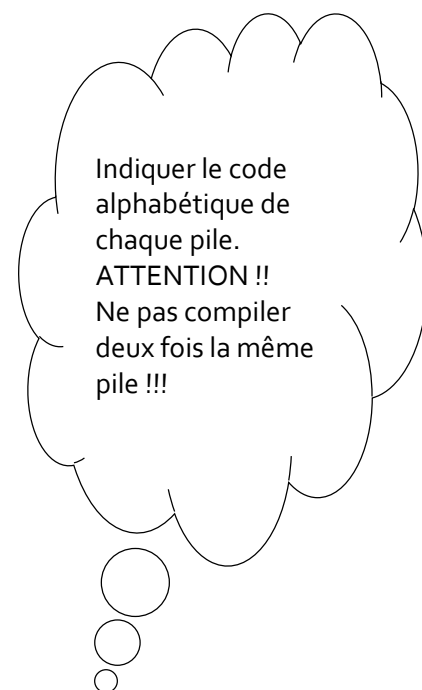 Indiquer le code
alphabétique de
chaque pile.
ATTENTION !!
Ne pas compiler
deux fois la même
pile !!!